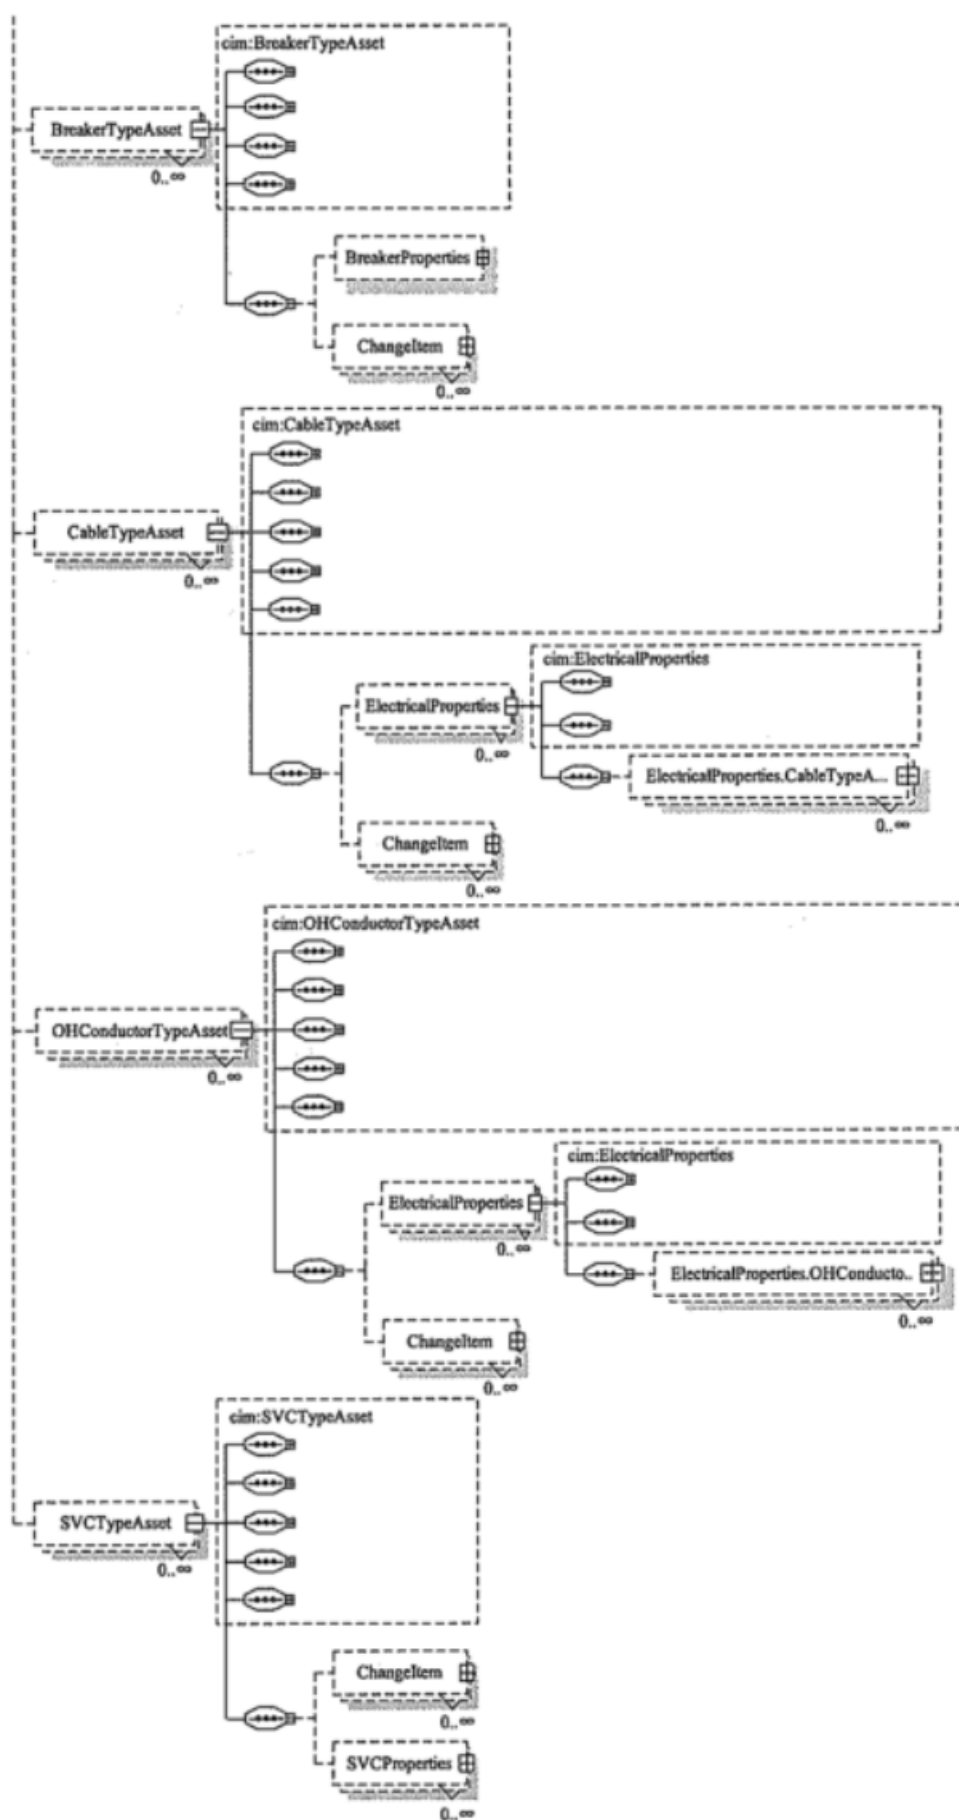 cim:BreakerTypeAsset
BreakerTypeAsset
0..∞
BreakerProperties
ChangeItem
0..∞
cim:CableTypeAsset
CableTypeAsset
0..∞
cim:ElectricalProperties
ElectricalProperties
0..∞
ElectricalProperties.CableTypeA...
0..∞
ChangeItem
0..∞
cim:OHConductorTypeAsset
OHConductorTypeAsset
0..∞
cim:ElectricalProperties
ElectricalProperties
0..∞
ElectricalProperties.OHConducto..
0..∞
ChangeItem
0..∞
cim:SVCTypeAsset
SVCTypeAsset
0..∞
ChangeItem
0..∞
SVCProperties
0..∞